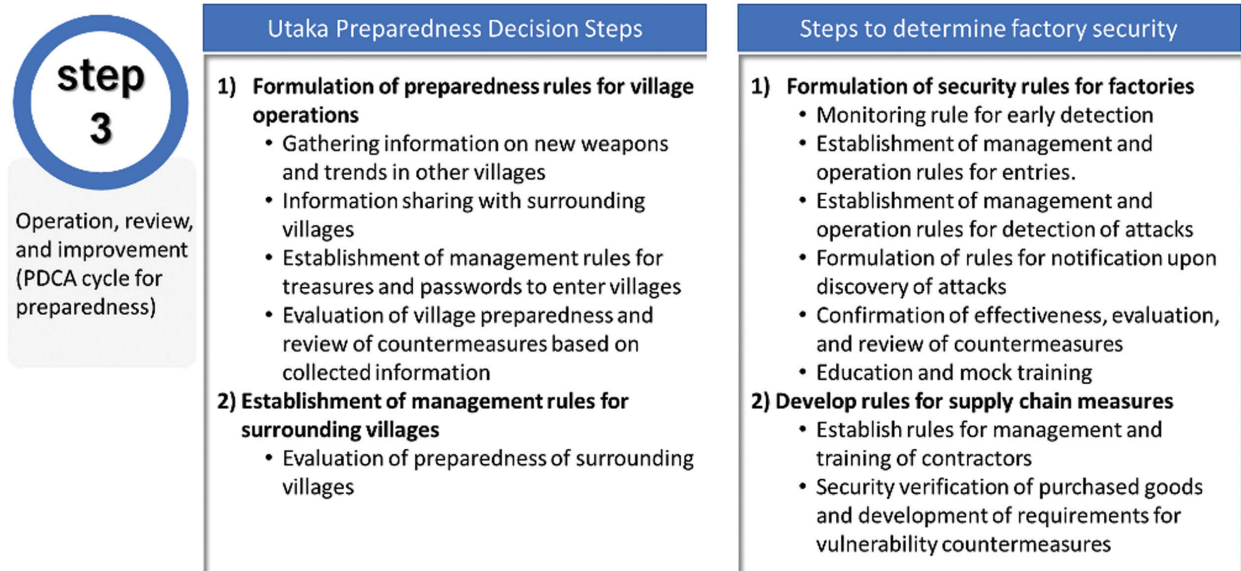 step
3
Operation, review,
and improvement
(PDCA cycle for
preparedness)
Utaka Preparedness Decision Steps
1) Formulation of preparedness rules for village
operations
• Gathering information on new weapons
and trends in other villages
• Information sharing with surrounding
villages
• Establishment of management rules for
treasures and passwords to enter villages
• Evaluation of village preparedness and
review of countermeasures based on
collected information
2) Establishment of management rules for
surrounding villages
• Evaluation of preparedness of surrounding
villages
Steps to determine factory security
1) Formulation of security rules for factories
• Monitoring rule for early detection
• Establishment of management and
operation rules for entries.
• Establishment of management and
operation rules for detection of attacks
• Formulation of rules for notification upon
discovery of attacks
• Confirmation of effectiveness, evaluation,
and review of countermeasures
• Education and mock training
2) Develop rules for supply chain measures
• Establish rules for management and
training of contractors
• Security verification of purchased goods
and development of requirements for
vulnerability countermeasures